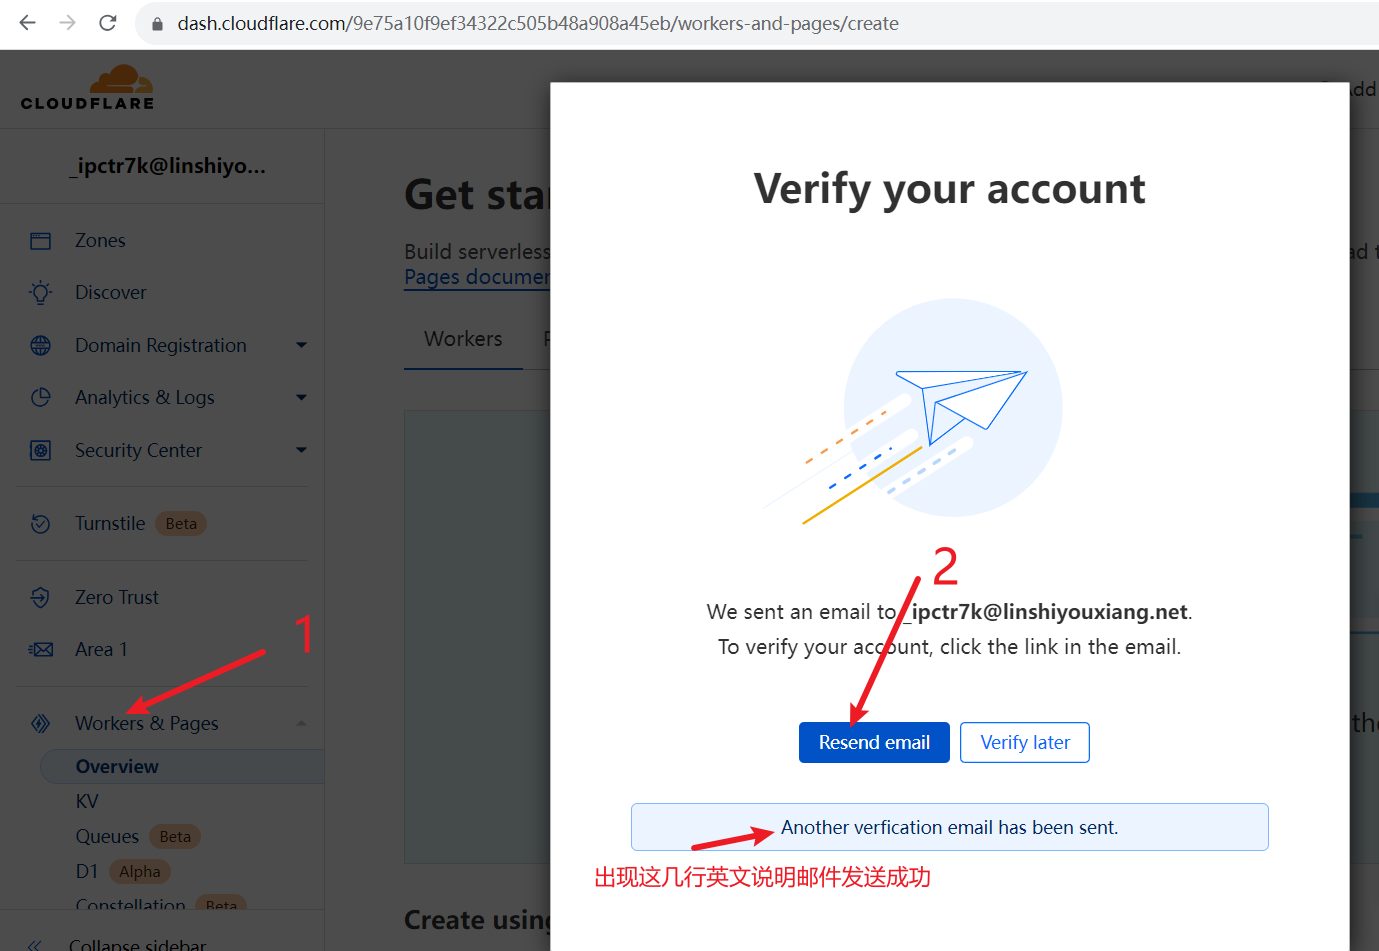 dash.cloudflare.com/9e75a10f9ef34322c505b48a908a45eb/workers-and-pages/create
CLOUDFLARE
Add
_ipctr7k@linshiyo...
Zones
Discover
Domain Registration
Analytics & Logs
Security Center
Turnstile Beta
Zero Trust
Area 1
1
Workers & Pages
Overview
KV
Queues Beta
D1 Alpha
Constellation Beta
Collapse sidebar
Get sta
Build serverless
Pages documen
Workers
Create using
Verify your account
2
We sent an email to _ipctr7k@linshiyouxiang.net.
To verify your account, click the link in the email.
Resend email Verify later
Another verfication email has been sent.
出现这几行英文说明邮件发送成功